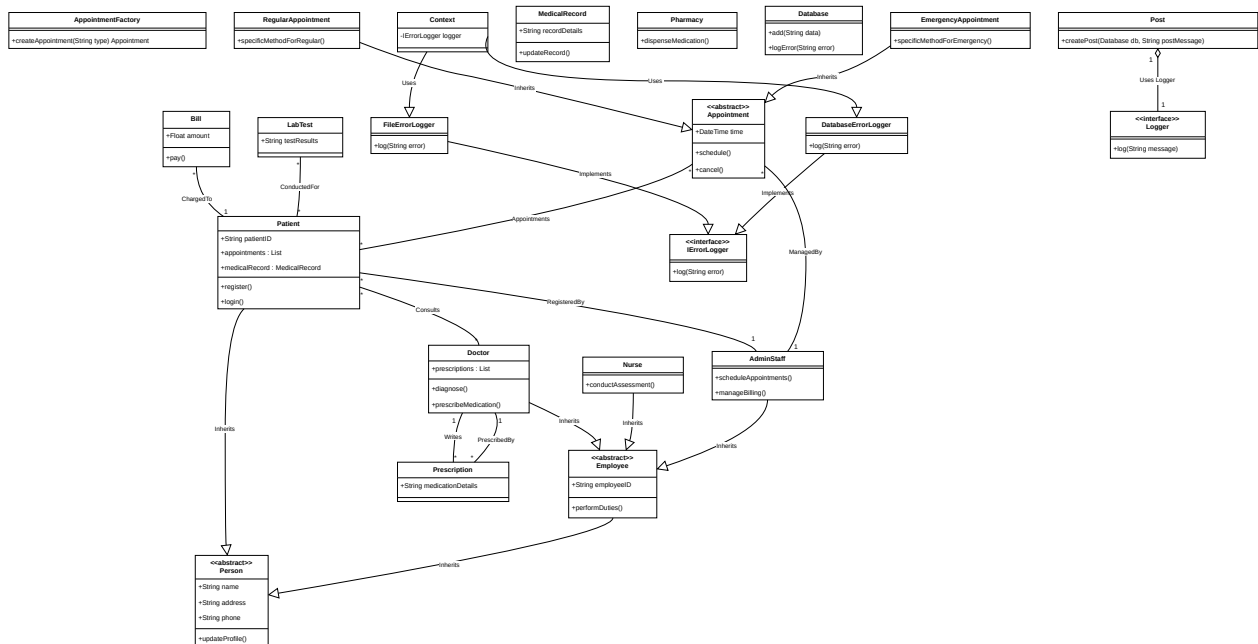 AppointmentFactory
+createAppointment(String type) Appointment
RegularAppointment
+specificMethodForRegular()
Context
-IErrorLogger logger
MedicalRecord
+String recordDetails
+updateRecord()
Pharmacy
+dispenseMedication()
Database
+add(String data)
+logError(String error)
EmergencyAppointment
+specificMethodForEmergency()
Post
+createPost(Database db, String postMessage)
1
Uses Logger
1
Uses
Inherits
Uses
Inherits
Bill
+Float amount
+pay()
*
ChargedTo
1
LabTest
+String testResults
*
ConductedFor
*
FileErrorLogger
+log(String error)
<<abstract>>
Appointment
+DateTime time
+schedule()
+cancel()
*
*
DatabaseErrorLogger
+log(String error)
<<interface>>
Logger
+log(String message)
Implements
Implements
Appointments
*
Patient
+String patientID
+appointments : List
+medicalRecord : MedicalRecord
+register()
+login()
<<interface>>
IErrorLogger
+log(String error)
ManagedBy
1
*
RegisteredBy
1
*
Consults
Doctor
+prescriptions : List
+diagnose()
+prescribeMedication()
Nurse
+conductAssessment()
AdminStaff
+scheduleAppointments()
+manageBilling()
1
Writes
*
1
PrescribedBy
*
Inherits
Inherits
Inherits
Inherits
Prescription
+String medicationDetails
<<abstract>>
Employee
+String employeeID
+performDuties()
Inherits
<<abstract>>
Person
+String name
+String address
+String phone
+updateProfile()